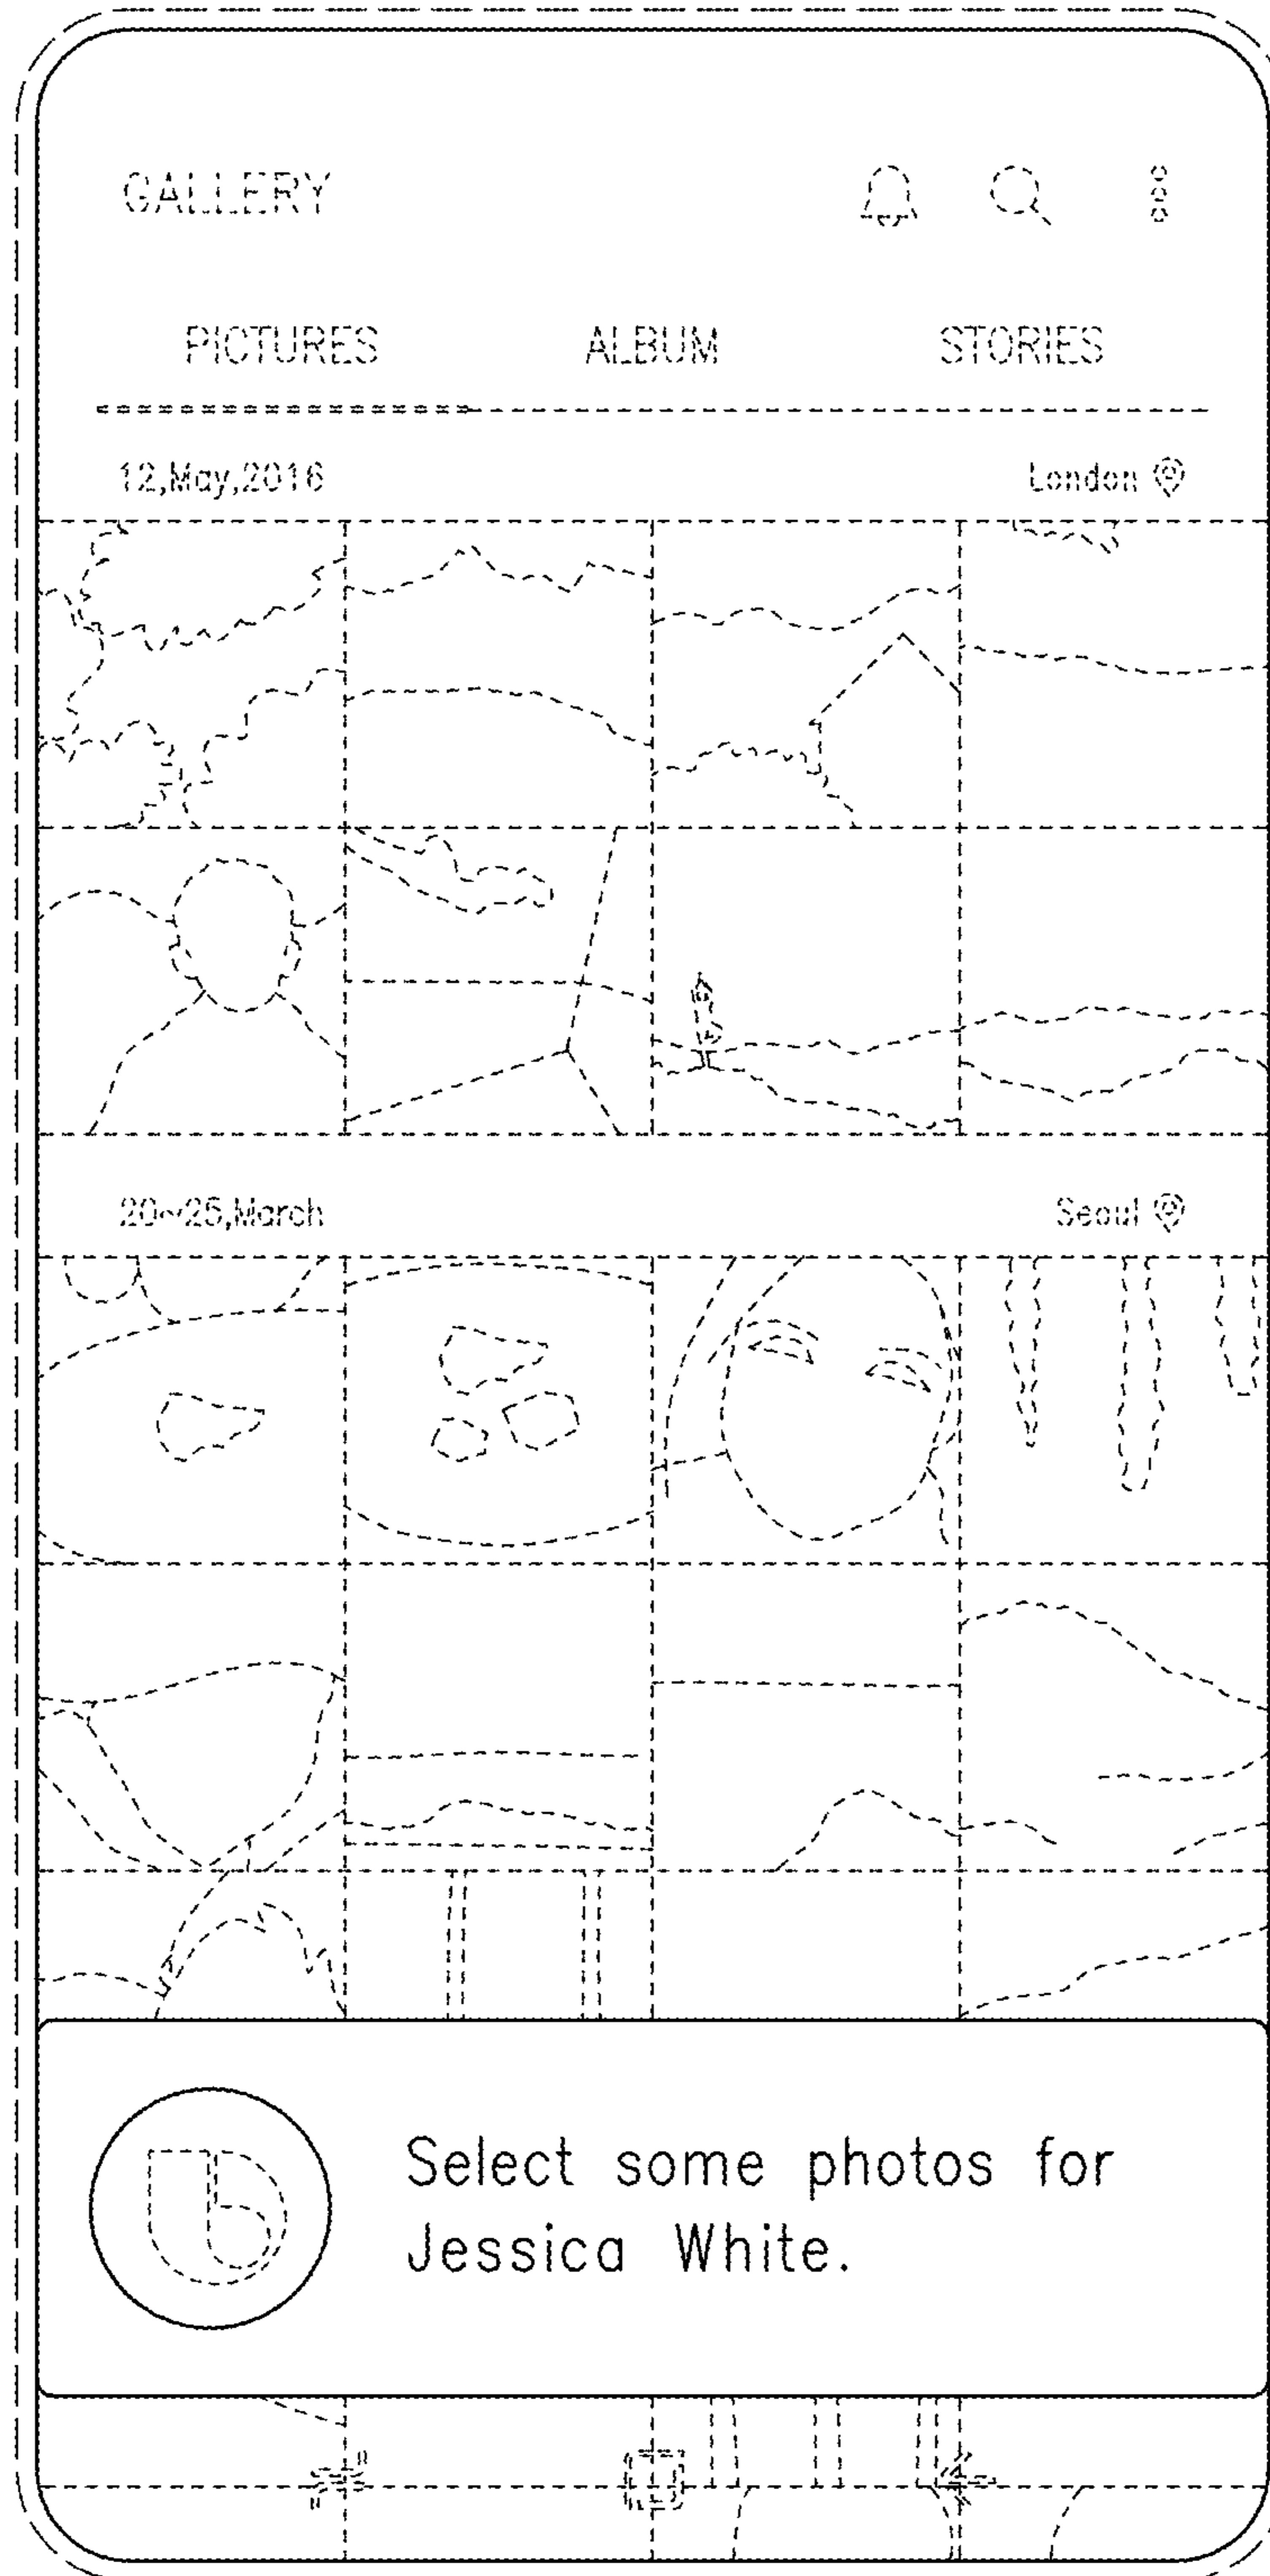 GALLERY
PICTURES ALBUM STORIES
12,May,2016 London
20~25,March Seoul
Select some photos for
Jessica White.